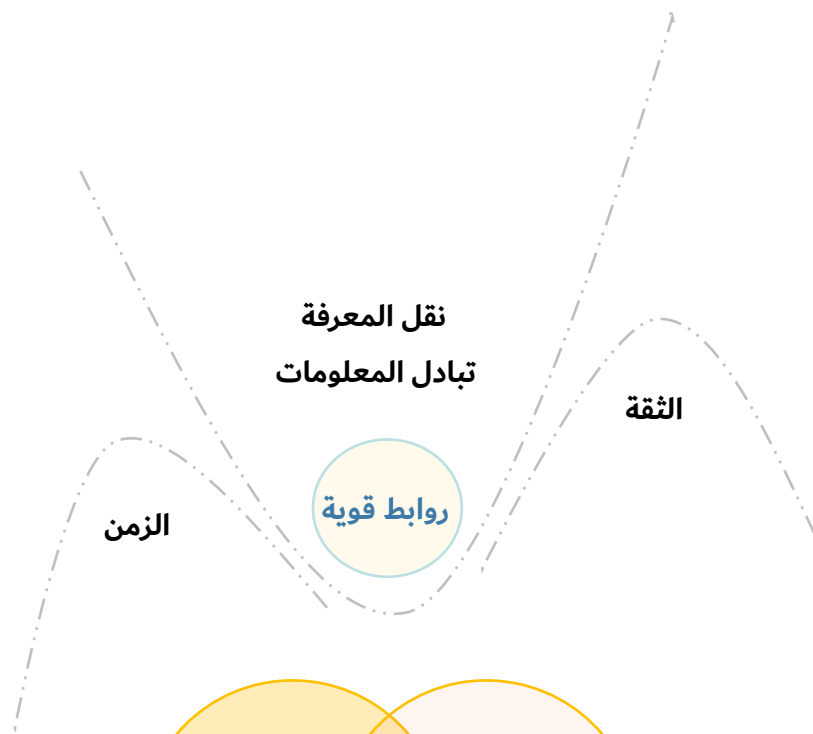 نقل المعرفة
تبادل المعلومات
الثقة
روابط قوية
الزمن